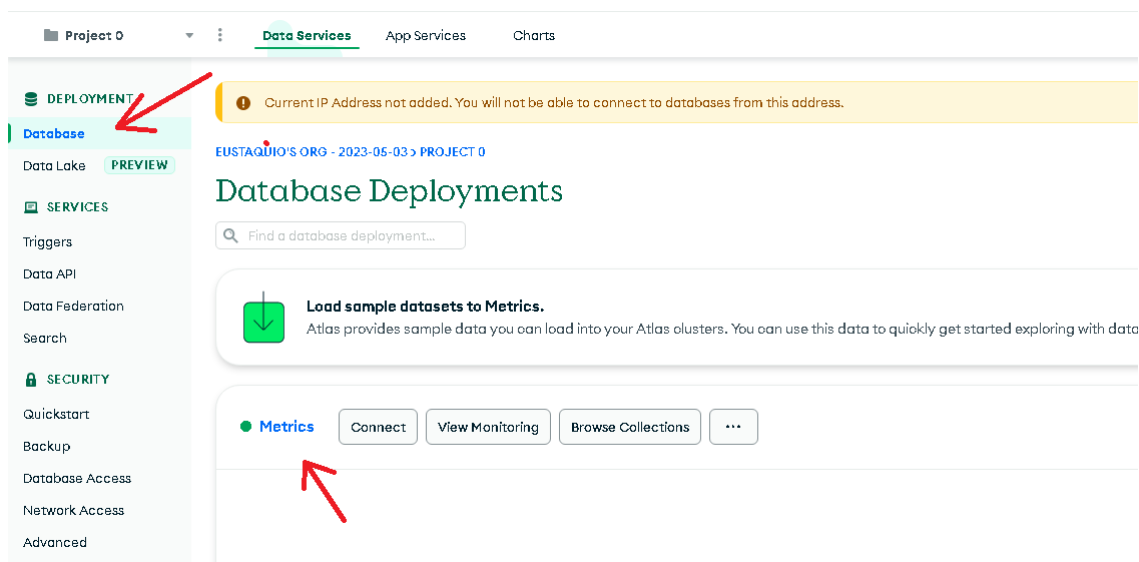 Project 0
Data Services App Services Charts
DEPLOYMENT
Database
Data Lake PREVIEW
SERVICES
Triggers
Data API
Data Federation
Search
SECURITY
Quickstart
Backup
Database Access
Network Access
Advanced
Current IP Address not added. You will not be able to connect to databases from this address.
EUSTAQUIO'S ORG - 2023-05-03 > PROJECT 0
Database Deployments
Find a database deployment...
Load sample datasets to Metrics.
Atlas provides sample data you can load into your Atlas clusters. You can use this data to quickly get started exploring with data
Metrics Connect View Monitoring Browse Collections ...